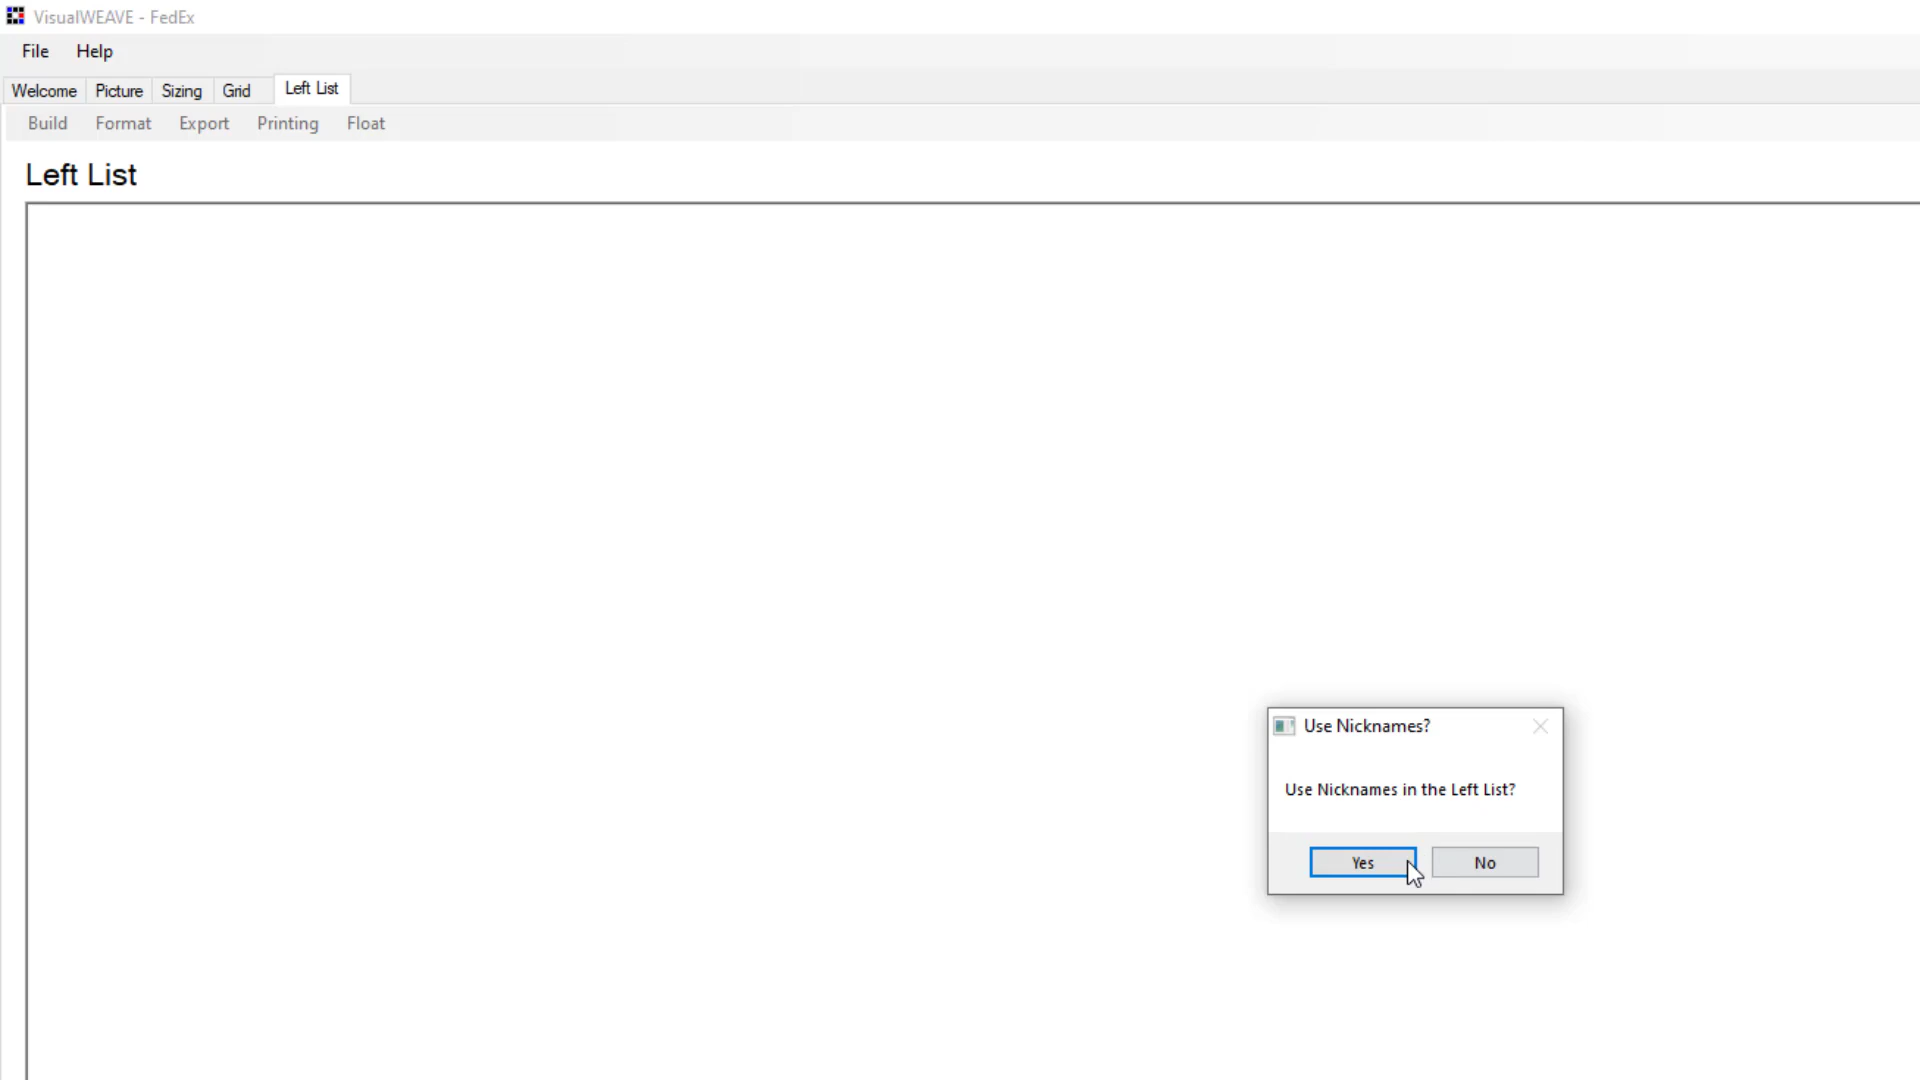 VisualWEAVE - FedEx
File Help
Welcome Picture Sizing Grid Left List
Build Format Export Printing Float
Left List
Use Nicknames?
Use Nicknames in the Left List?
Yes No